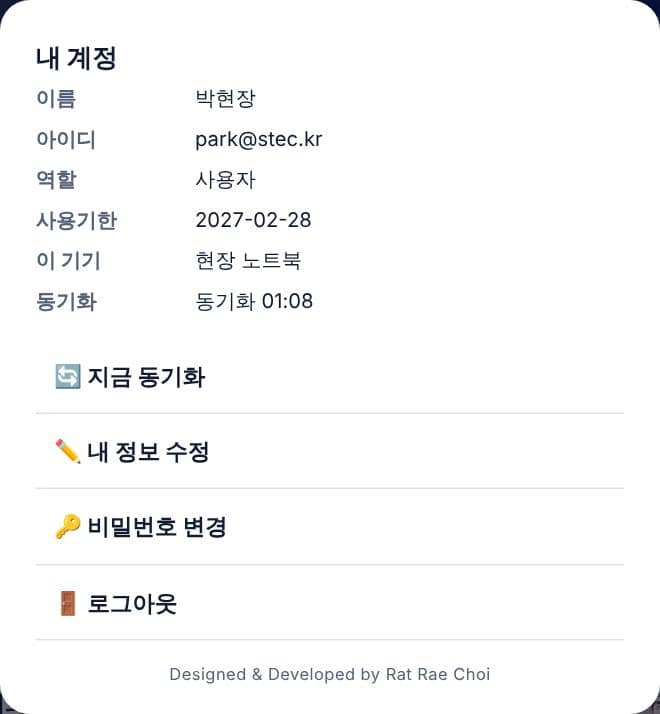 내 계정
이름 박현장
아이디 park@stec.kr
역할 사용자
사용기한 2027-02-28
이 기기 현장 노트북
동기화 동기화 01:08
🔄 지금 동기화
✏️ 내 정보 수정
🔑 비밀번호 변경
🚪 로그아웃
Designed & Developed by Rat Rae Choi